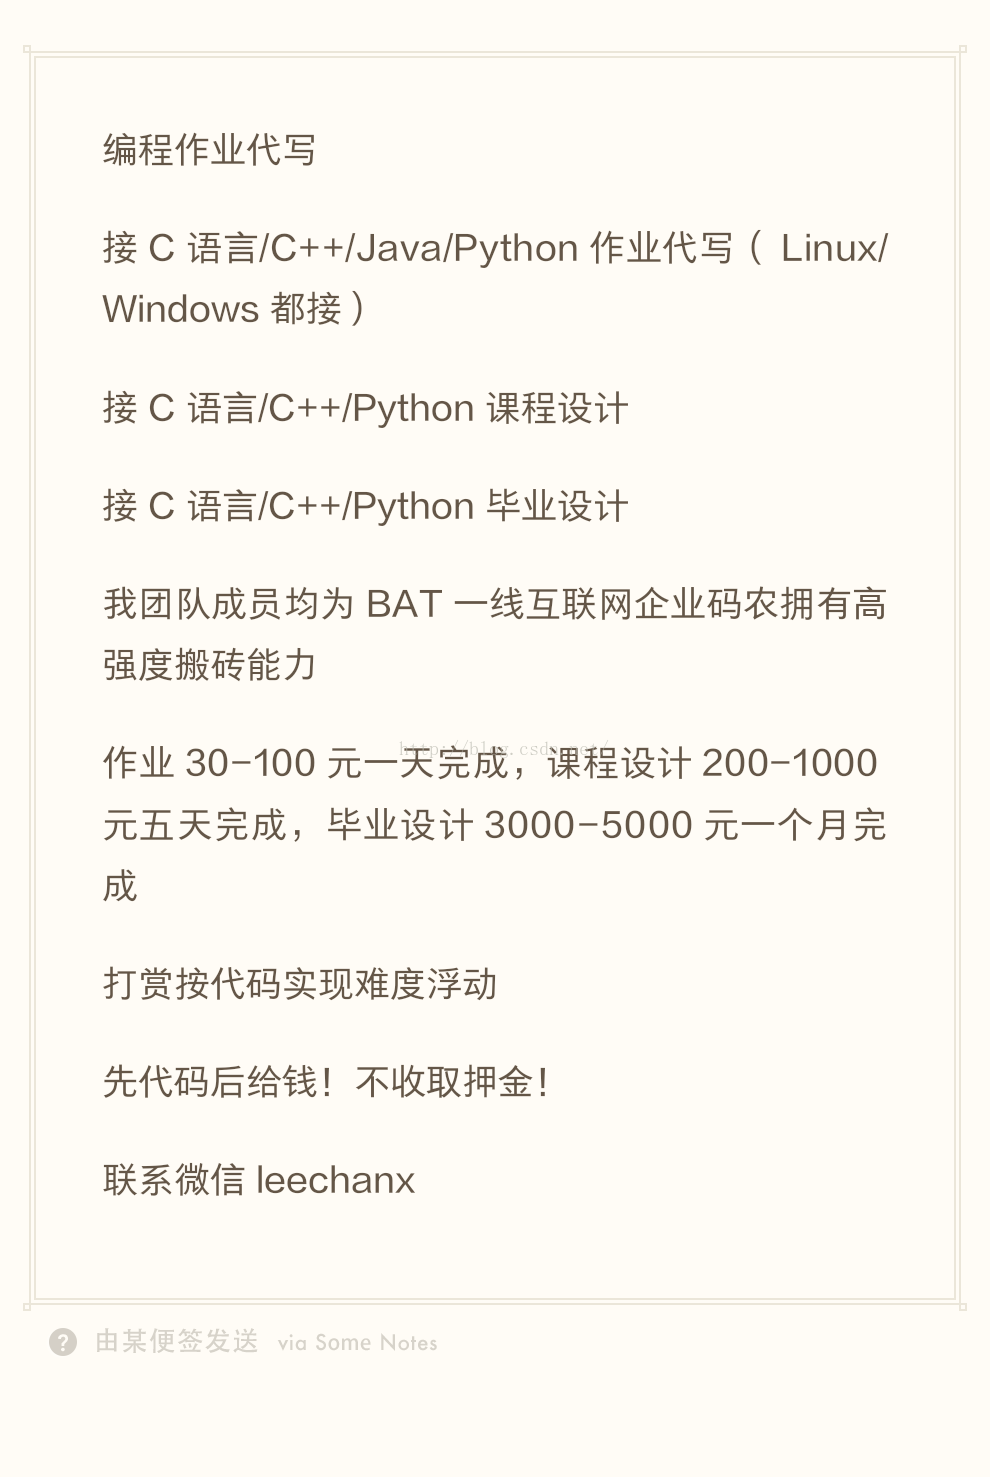 编程作业代写
接 C 语言/C++/Java/Python 作业代写（ Linux/
Windows 都接）
接 C 语言/C++/Python 课程设计
接 C 语言/C++/Python 毕业设计
我团队成员均为 BAT 一线互联网企业码农拥有高
强度搬砖能力
http://blog.csdn.net/
作业 30–100 元一天完成，课程设计 200–1000
元五天完成，毕业设计 3000–5000 元一个月完
成
打赏按代码实现难度浮动
先代码后给钱！不收取押金！
联系微信 leechanx
由某便签发送 via Some Notes